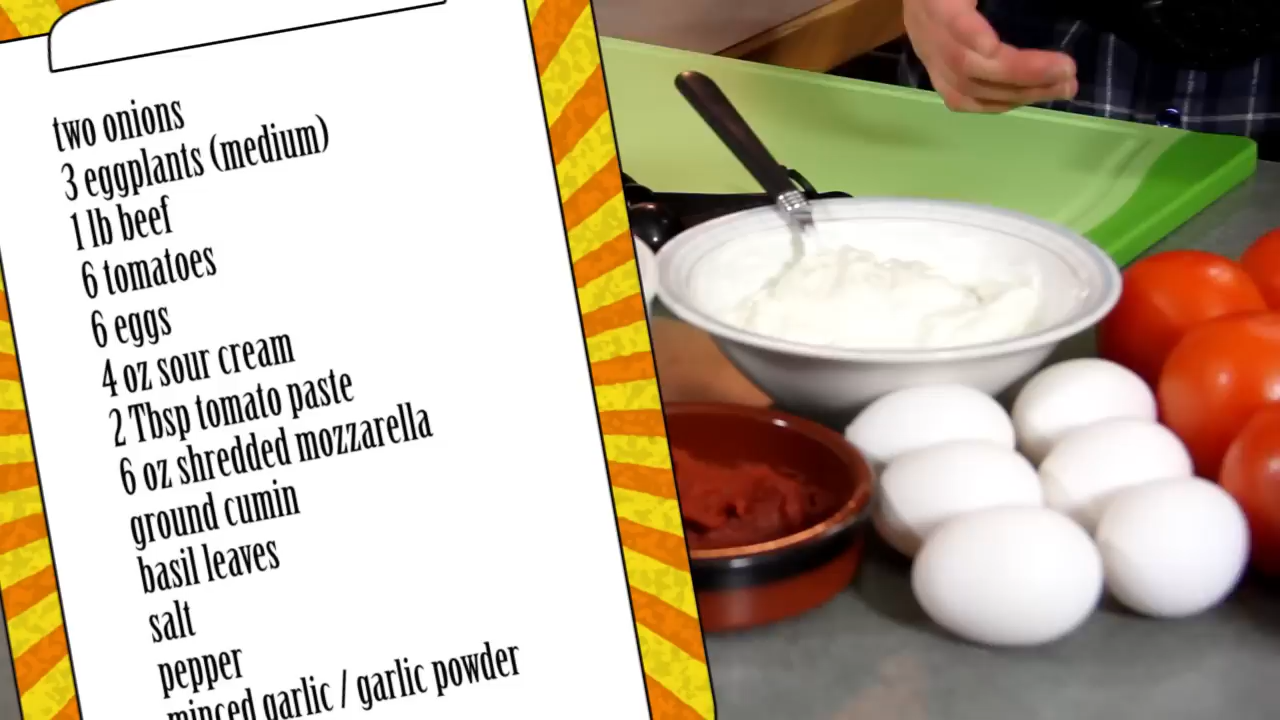 two onions
3 eggplants (medium)
1 lb beef
6 tomatoes
6 eggs
4 oz sour cream
2 Tbsp tomato paste
6 oz shredded mozzarella
ground cumin
basil leaves
salt
pepper
minced garlic / garlic powder